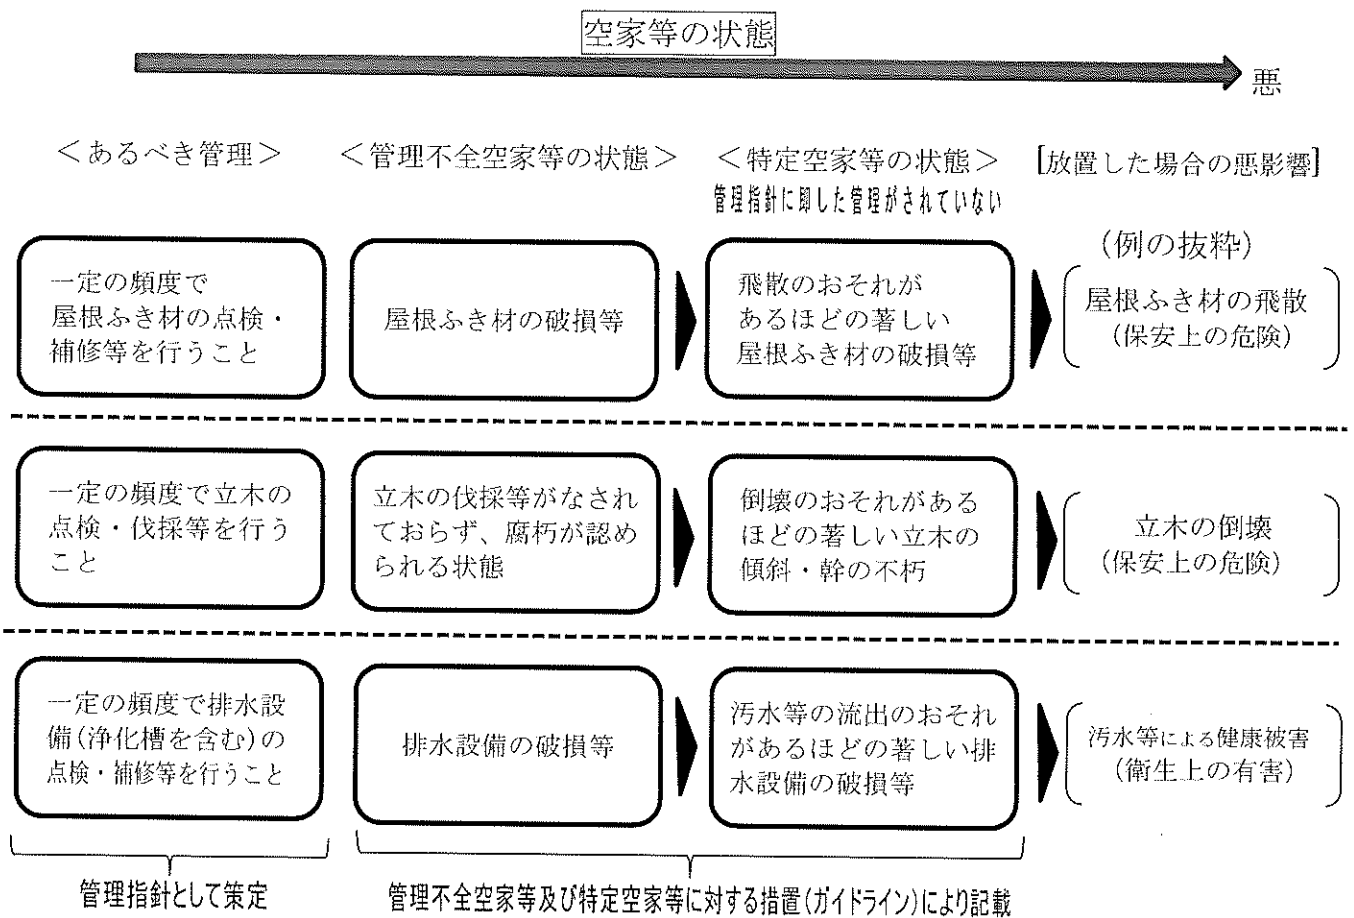 空家等の状態
悪
＜あるべき管理＞
＜管理不全空家等の状態＞
＜特定空家等の状態＞
管理指針に即した管理がされていない
[放置した場合の悪影響]
(例の抜粋)
一定の頻度で
屋根ふき材の点検・
補修等を行うこと
屋根ふき材の破損等
飛散のおそれが
あるほどの著しい
屋根ふき材の破損等
屋根ふき材の飛散
(保安上の危険)
一定の頻度で立木の
点検・伐採等を行う
こと
立木の伐採等がなされ
ておらず、腐朽が認め
られる状態
倒壊のおそれがある
ほどの著しい立木の
傾斜・幹の不朽
立木の倒壊
(保安上の危険)
一定の頻度で排水設
備(浄化槽を含む)の
点検・補修等を行うこと
排水設備の破損等
汚水等の流出のおそれ
があるほどの著しい排
水設備の破損等
汚水等による健康被害
(衛生上の有害)
管理指針として策定
管理不全空家等及び特定空家等に対する措置(ガイドライン)により記載